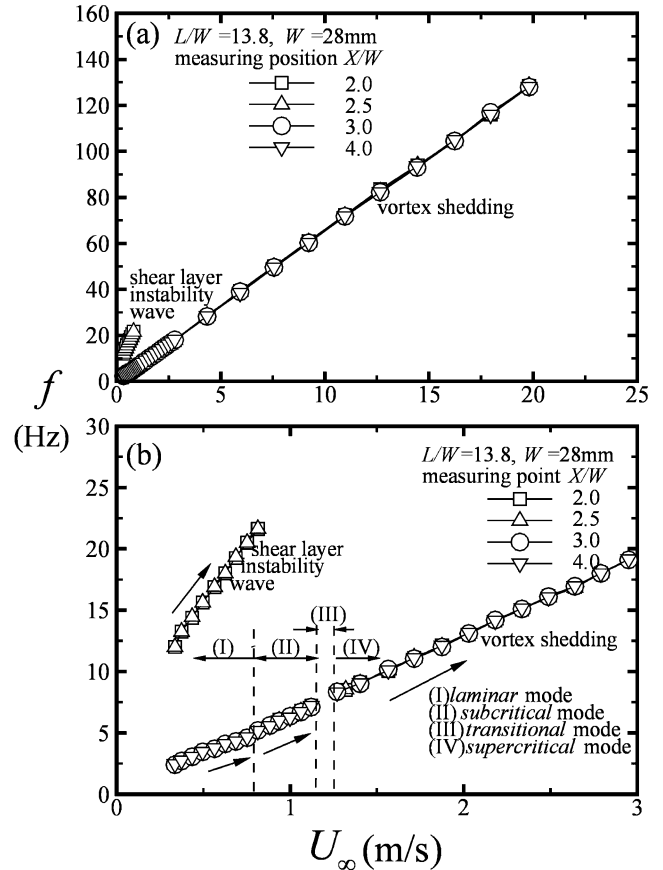 160
140
120
100
80
60
40
20
0
(a)
L/W =13.8, W =28mm
measuring position X/W
2.0
2.5
3.0
4.0
vortex shedding
shear layer
instability
wave
0 5 10 15 20 25
f
(Hz)
30
25
20
15
10
5
0
(b)
L/W =13.8, W =28mm
measuring point X/W
2.0
2.5
3.0
4.0
shear layer
instability
wave
(III)
(I) (II) (IV)
vortex shedding
(I)laminar mode
(II) subcritical mode
(III)transitional mode
(IV)supercritical mode
0 1 2 3
U∞ (m/s)